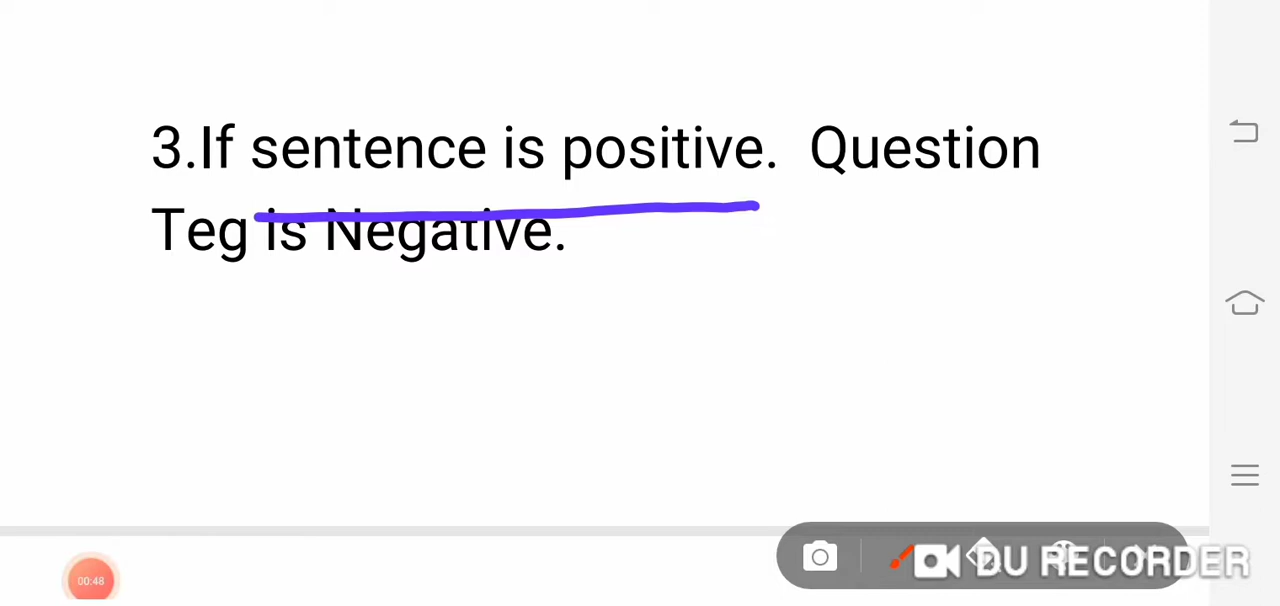 3.If sentence is positive.  Question
Teg is Negative.
00:48
DU RECORDER